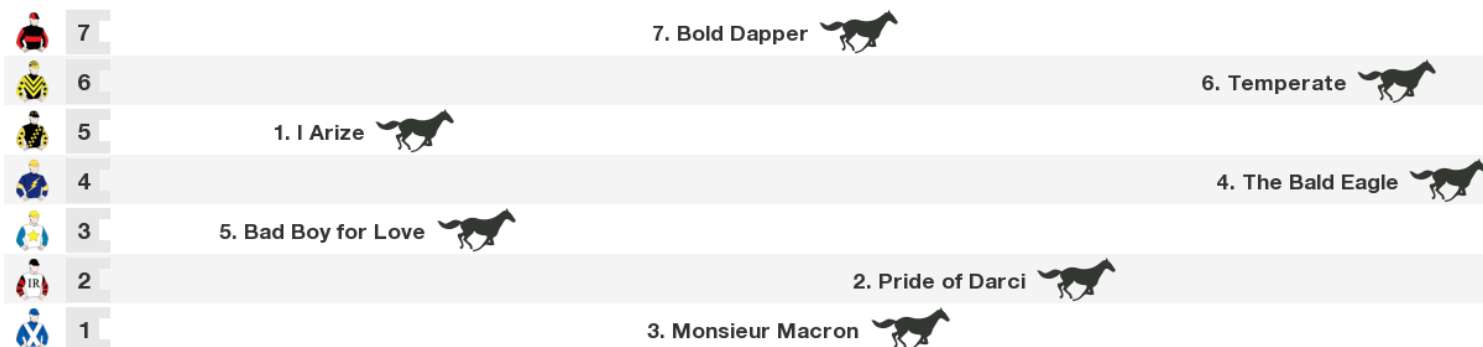 7 7. Bold Dapper
6 6. Temperate
5 1. I Arize
4 4. The Bald Eagle
3 5. Bad Boy for Love
IR 2 2. Pride of Darci
1 3. Monsieur Macron